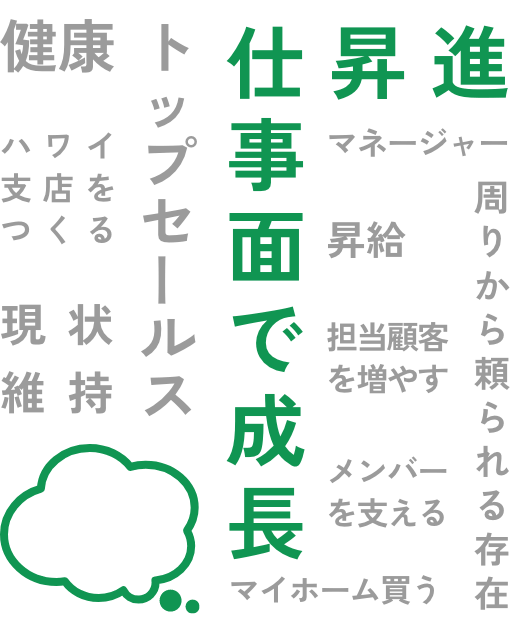 健康
トップセールス
仕事面で成長
昇進
ハワイ
支店を
つくる
マネージャー
周りから頼られる存在
昇給
現状
維持
担当顧客
を増やす
メンバー
を支える
マイホーム買う